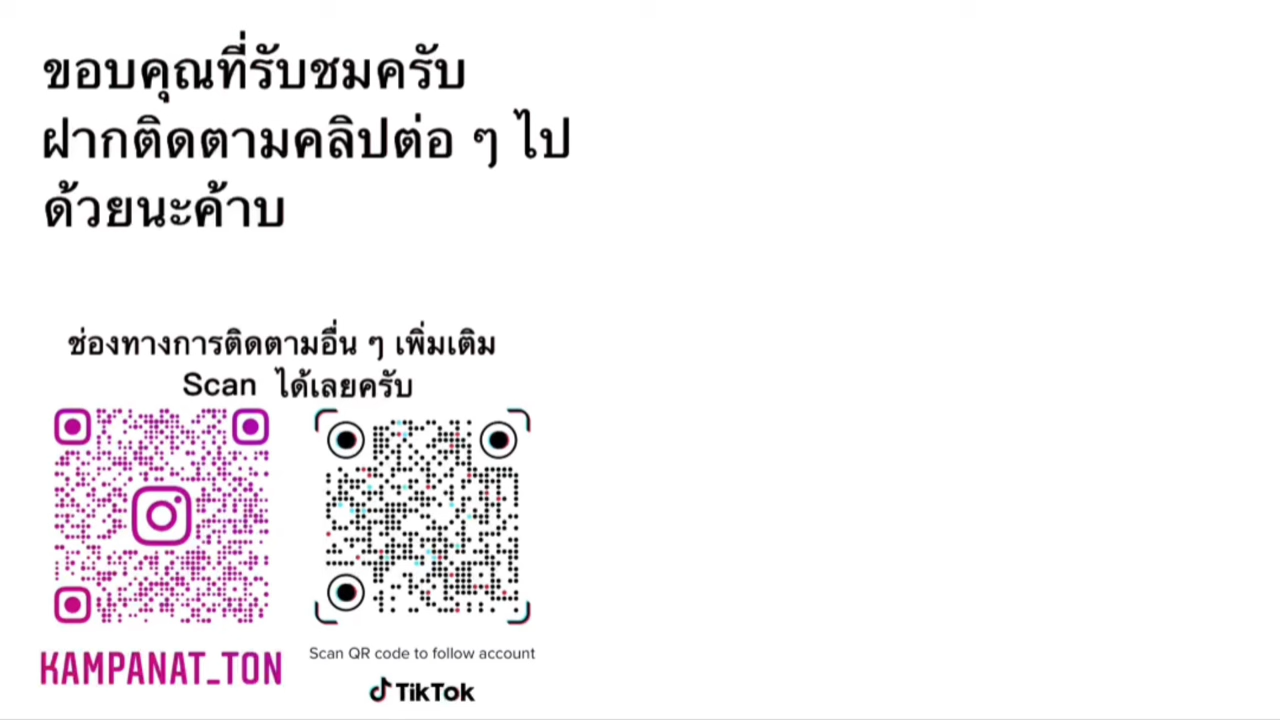 ขอบคุณที่รับชมครับ
ฝากติดตามคลิปต่อ ๆ ไป
ด้วยนะค้าบ
ช่องทางการติดตามอื่น ๆ เพิ่มเติม
Scan ได้เลยครับ
KAMPANAT_TON
Scan QR code to follow account
TikTok